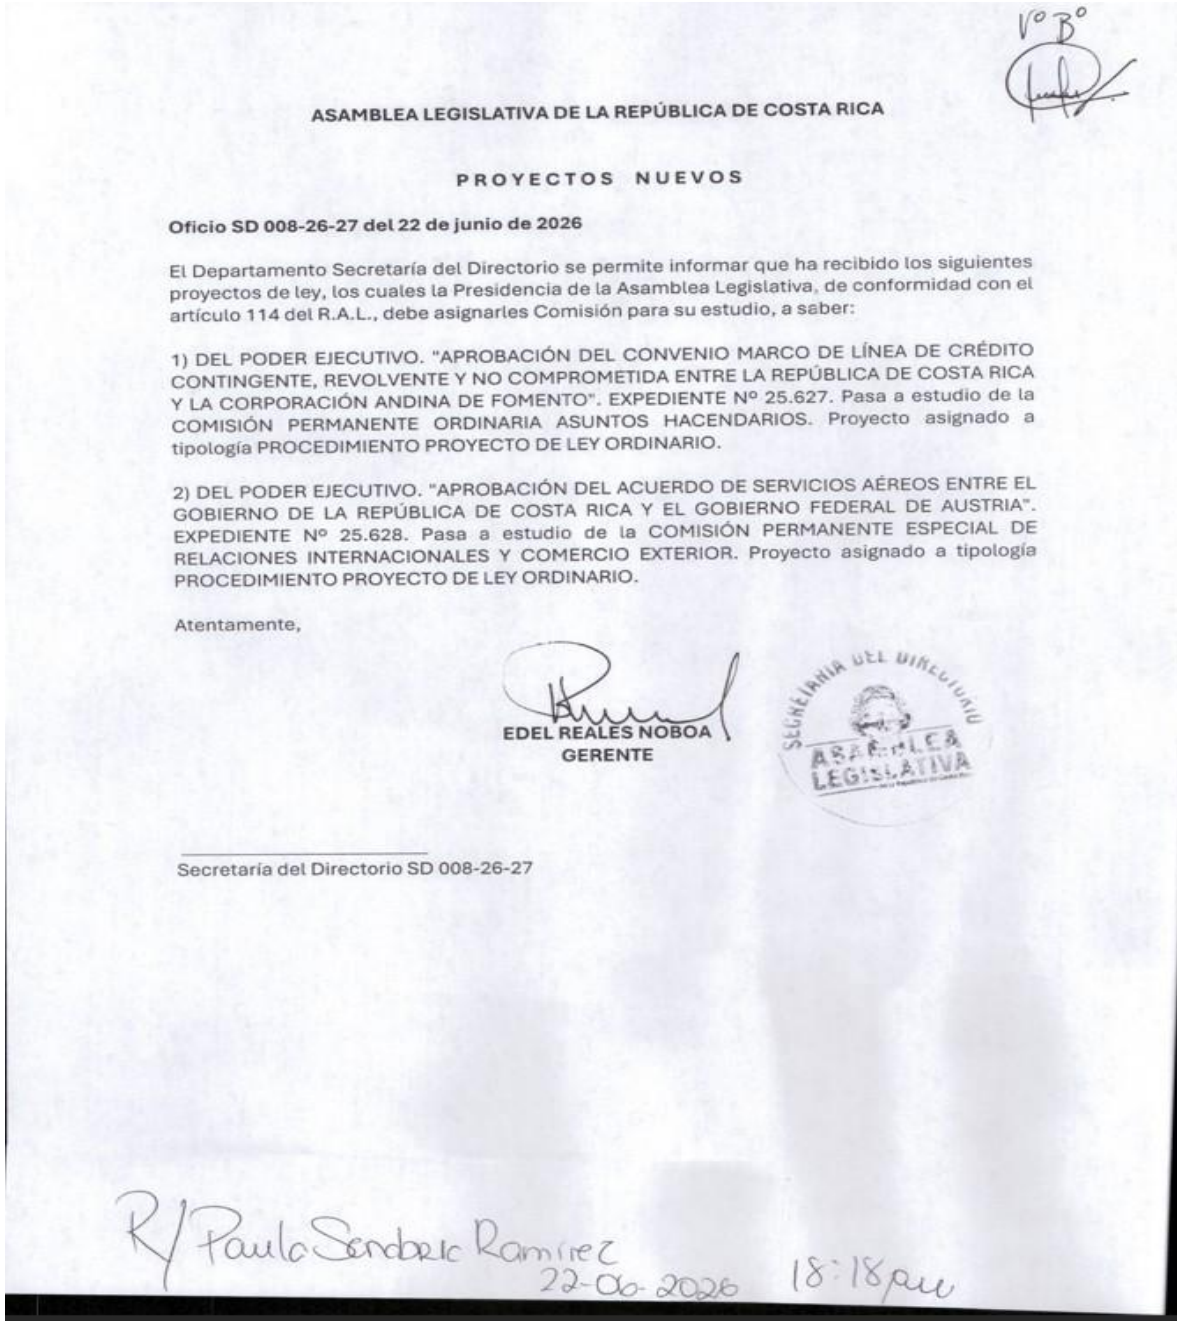 Vº Bº
ASAMBLEA LEGISLATIVA DE LA REPÚBLICA DE COSTA RICA
PROYECTOS NUEVOS
Oficio SD 008-26-27 del 22 de junio de 2026
El Departamento Secretaría del Directorio se permite informar que ha recibido los siguientes
proyectos de ley, los cuales la Presidencia de la Asamblea Legislativa, de conformidad con el
artículo 114 del R.A.L., debe asignarles Comisión para su estudio, a saber:
1) DEL PODER EJECUTIVO. "APROBACIÓN DEL CONVENIO MARCO DE LÍNEA DE CRÉDITO
CONTINGENTE, REVOLVENTE Y NO COMPROMETIDA ENTRE LA REPÚBLICA DE COSTA RICA
Y LA CORPORACIÓN ANDINA DE FOMENTO". EXPEDIENTE Nº 25.627. Pasa a estudio de la
COMISIÓN PERMANENTE ORDINARIA ASUNTOS HACENDARIOS. Proyecto asignado a
tipología PROCEDIMIENTO PROYECTO DE LEY ORDINARIO.
2) DEL PODER EJECUTIVO. "APROBACIÓN DEL ACUERDO DE SERVICIOS AÉREOS ENTRE EL
GOBIERNO DE LA REPÚBLICA DE COSTA RICA Y EL GOBIERNO FEDERAL DE AUSTRIA".
EXPEDIENTE Nº 25.628. Pasa a estudio de la COMISIÓN PERMANENTE ESPECIAL DE
RELACIONES INTERNACIONALES Y COMERCIO EXTERIOR. Proyecto asignado a tipología
PROCEDIMIENTO PROYECTO DE LEY ORDINARIO.
Atentamente,
EDEL REALES NOBOA
GERENTE
SECRETARIA DEL DIRECTORIO
ASAMBLEA
LEGISLATIVA
Secretaría del Directorio SD 008-26-27
R/ Paula Ramírez
22-06-2026 18:18pm